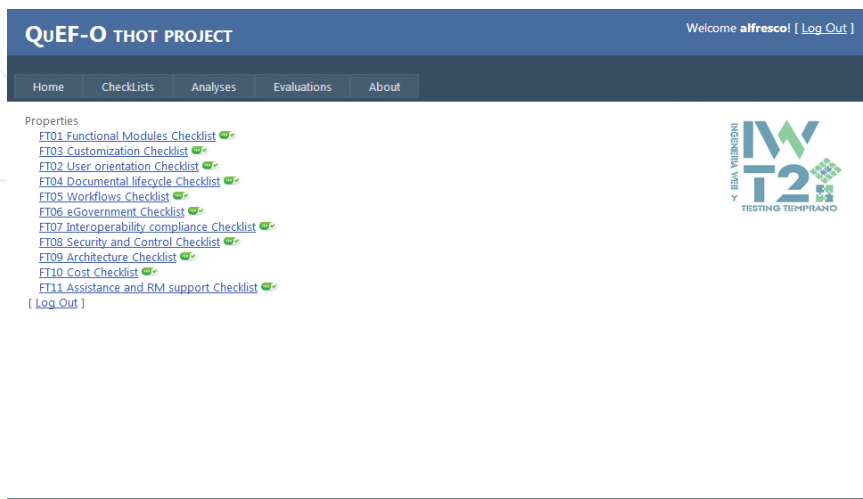 QuEF-O THOT PROJECT
Welcome alfresco! [ Log Out ]
Home CheckLists Analyses Evaluations About
Properties
FT01 Functional Modules Checklist
FT03 Customization Checklist
FT02 User orientation Checklist
FT04 Documental lifecycle Checklist
FT05 Workflows Checklist
FT06 eGovernment Checklist
FT07 Interoperability compliance Checklist
FT08 Security and Control Checklist
FT09 Architecture Checklist
FT10 Cost Checklist
FT11 Assistance and RM support Checklist
[ Log Out ]
INGENIERIA WEB Y
IW
T2
TESTING TEMPRANO